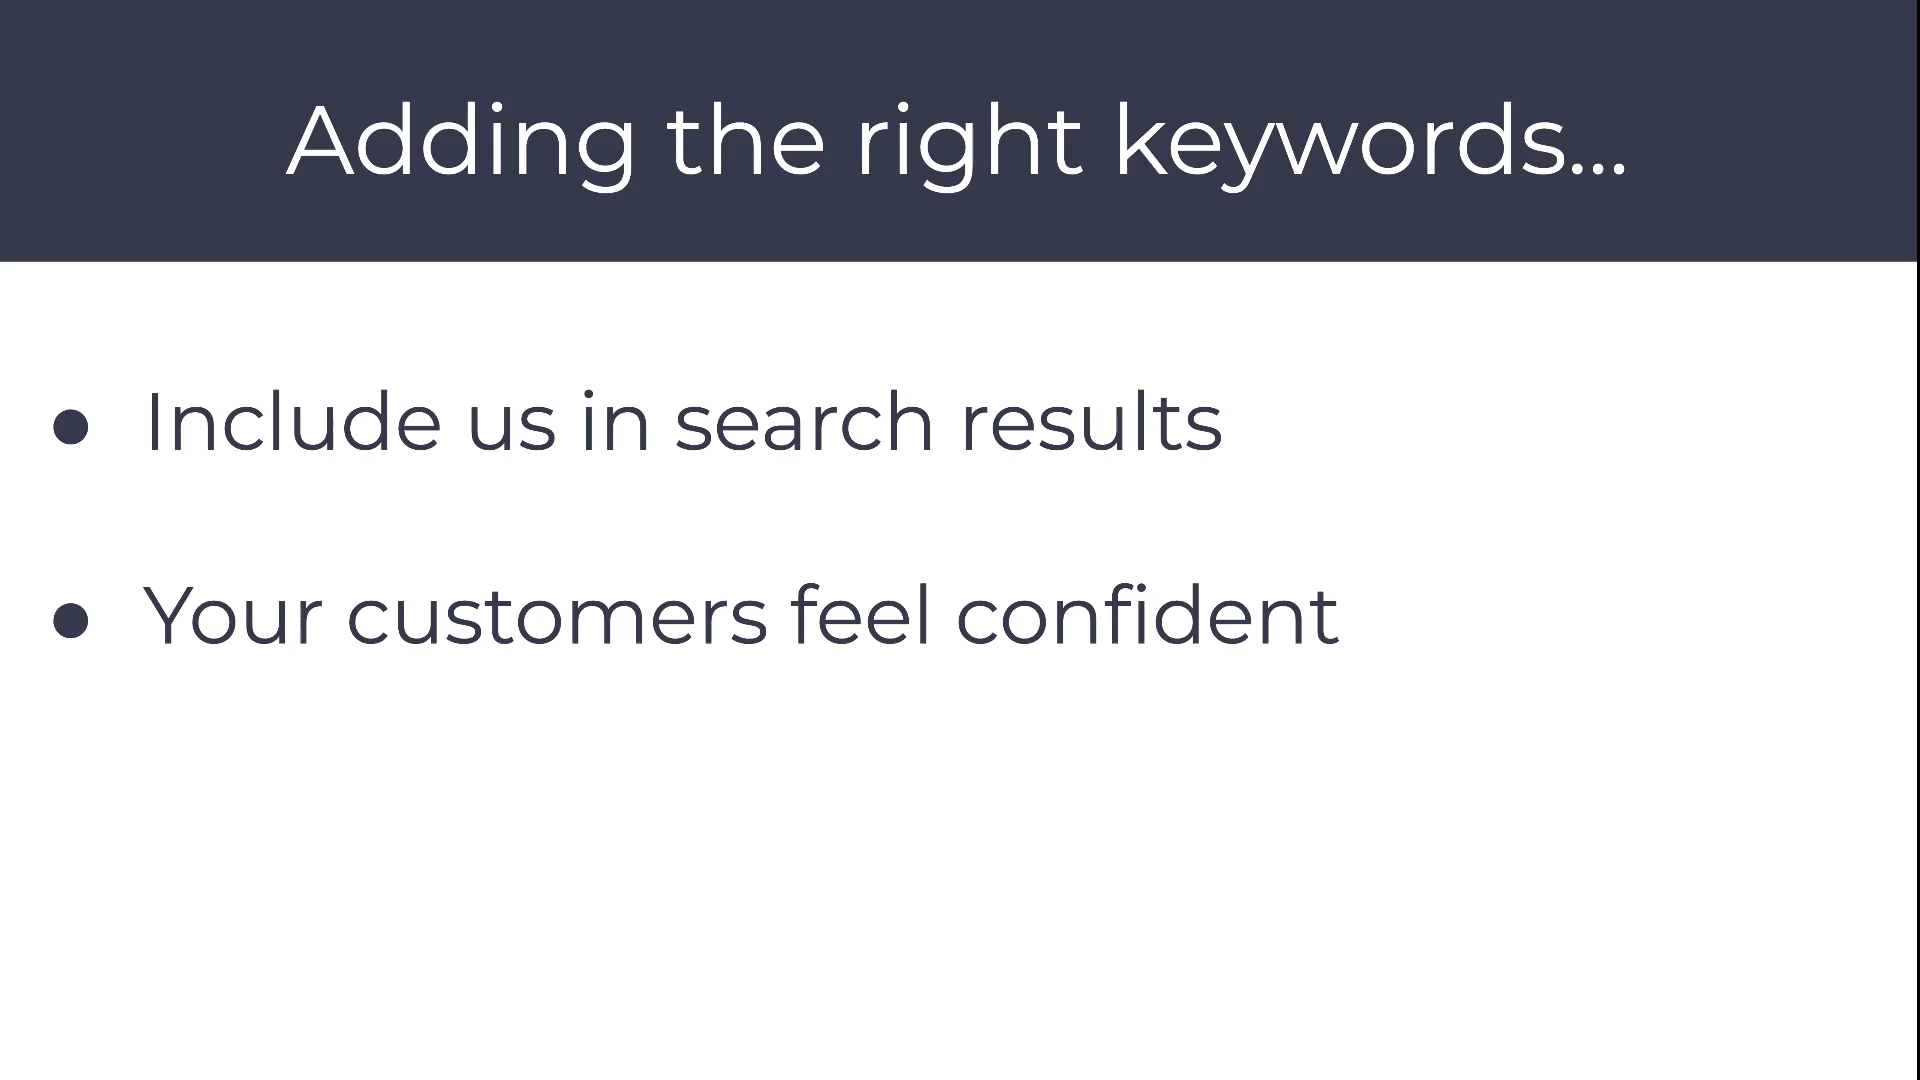 Adding the right keywords...
● Include us in search results
● Your customers feel confident